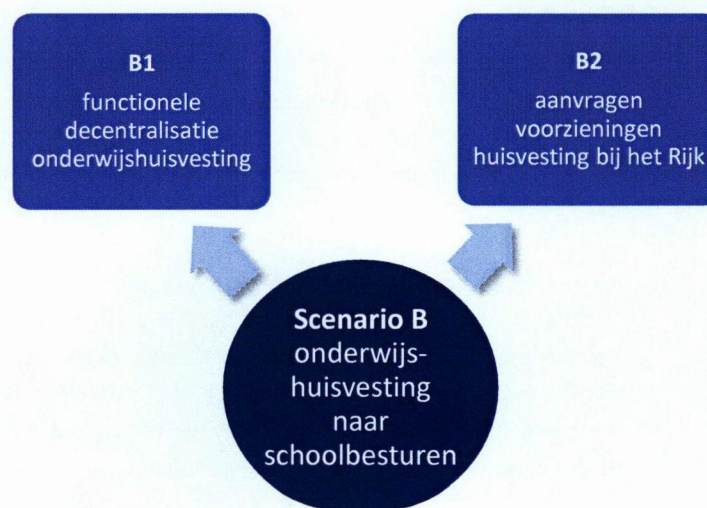 B1
functionele
decentralisatie
onderwijshuisvesting
B2
aanvragen
voorzieningen
huisvesting bij het Rijk
Scenario B
onderwijs-
huisvesting
naar
schoolbesturen